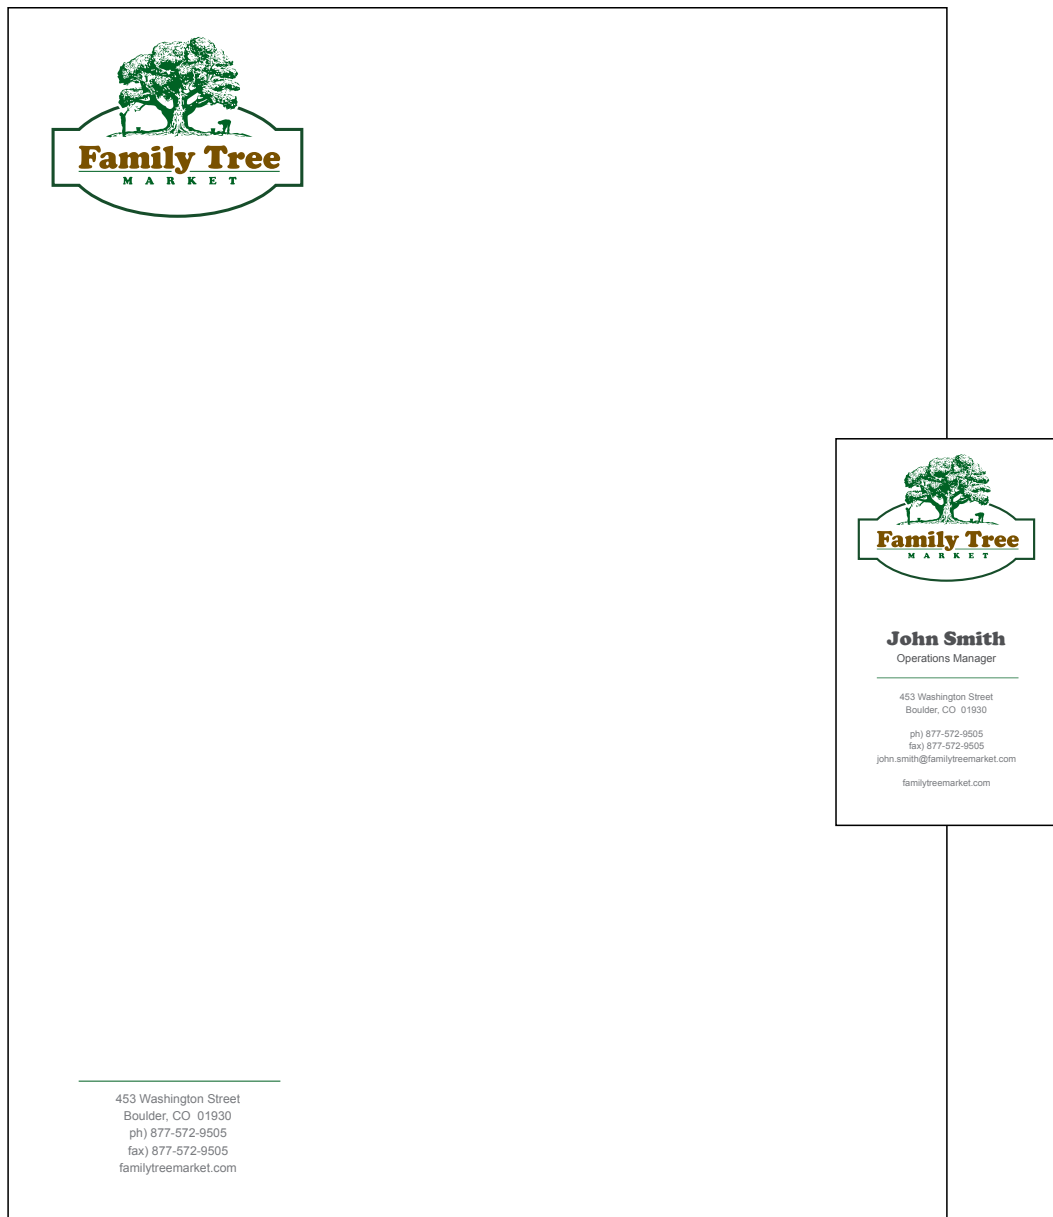 Family Tree
MARKET
453 Washington Street
Boulder, CO  01930
ph) 877-572-9505
fax) 877-572-9505
familytreemarket.com
Family Tree
MARKET
John Smith
Operations Manager
453 Washington Street
Boulder, CO  01930
ph) 877-572-9505
fax) 877-572-9505
john.smith@familytreemarket.com
familytreemarket.com